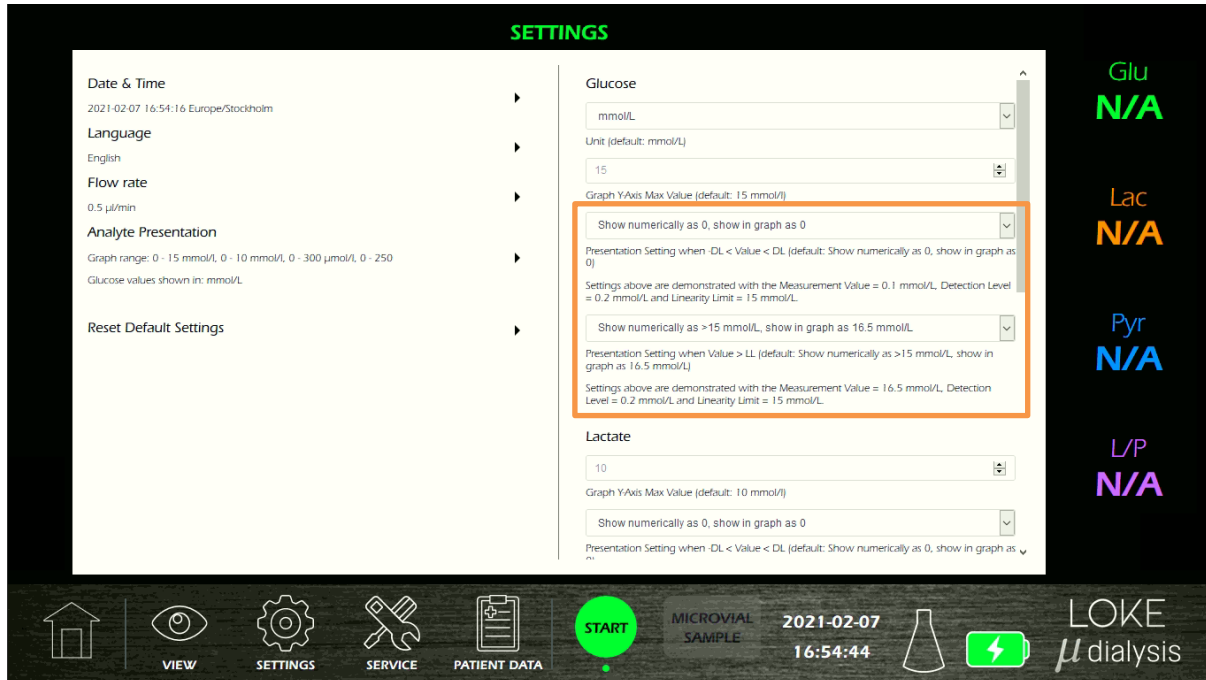 SETTINGS
Date & Time
2021-02-07 16:54:16 Europe/Stockholm
Language
English
Flow rate
0.5 µl/min
Analyte Presentation
Graph range: 0 - 15 mmol/l, 0 - 10 mmol/l, 0 - 300 µmol/l, 0 - 250
Glucose values shown in: mmol/L
Reset Default Settings
Glucose
mmol/L
Unit (default: mmol/L)
15
Graph Y-Axis Max Value (default: 15 mmol/l)
Show numerically as 0, show in graph as 0
Presentation Setting when -DL < Value < DL (default: Show numerically as 0, show in graph as
0)
Settings above are demonstrated with the Measurement Value = 0.1 mmol/L, Detection Level
= 0.2 mmol/L and Linearity Limit = 15 mmol/L.
Show numerically as >15 mmol/L, show in graph as 16.5 mmol/L
Presentation Setting when Value > LL (default: Show numerically as >15 mmol/L, show in
graph as 16.5 mmol/L)
Settings above are demonstrated with the Measurement Value = 16.5 mmol/L, Detection
Level = 0.2 mmol/L and Linearity Limit = 15 mmol/L.
Lactate
10
Graph Y-Axis Max Value (default: 10 mmol/l)
Show numerically as 0, show in graph as 0
Presentation Setting when -DL < Value < DL (default: Show numerically as 0, show in graph as
Glu
N/A
Lac
N/A
Pyr
N/A
L/P
N/A
VIEW
SETTINGS
SERVICE
PATIENT DATA
START
MICROVIAL
SAMPLE
2021-02-07
16:54:44
LOKE
µ dialysis